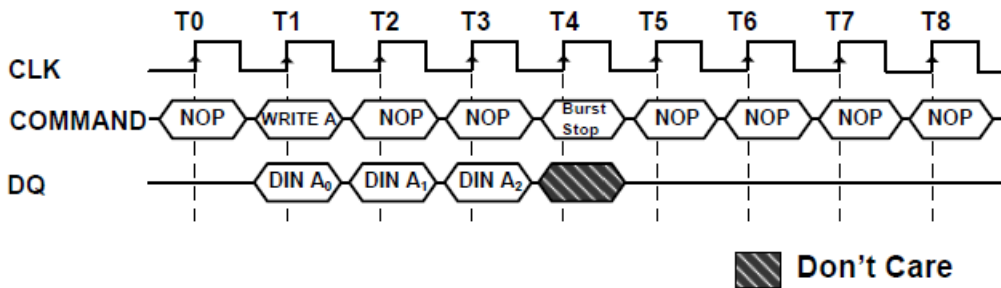 T0 T1 T2 T3 T4 T5 T6 T7 T8
CLK
COMMAND NOP WRITE A NOP NOP Burst Stop NOP NOP NOP NOP
DQ DIN A₀ DIN A₁ DIN A₂
Don't Care